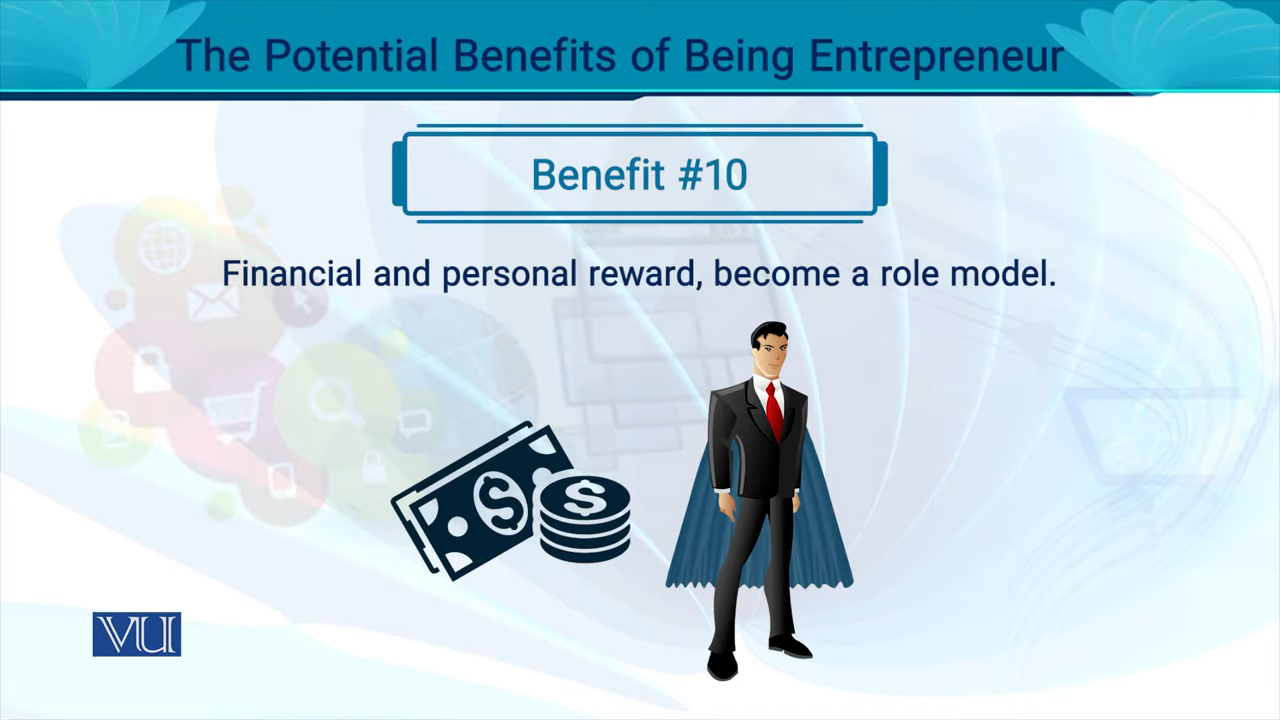 The Potential Benefits of Being Entrepreneur
Benefit #10
Financial and personal reward, become a role model.
$ $
VU